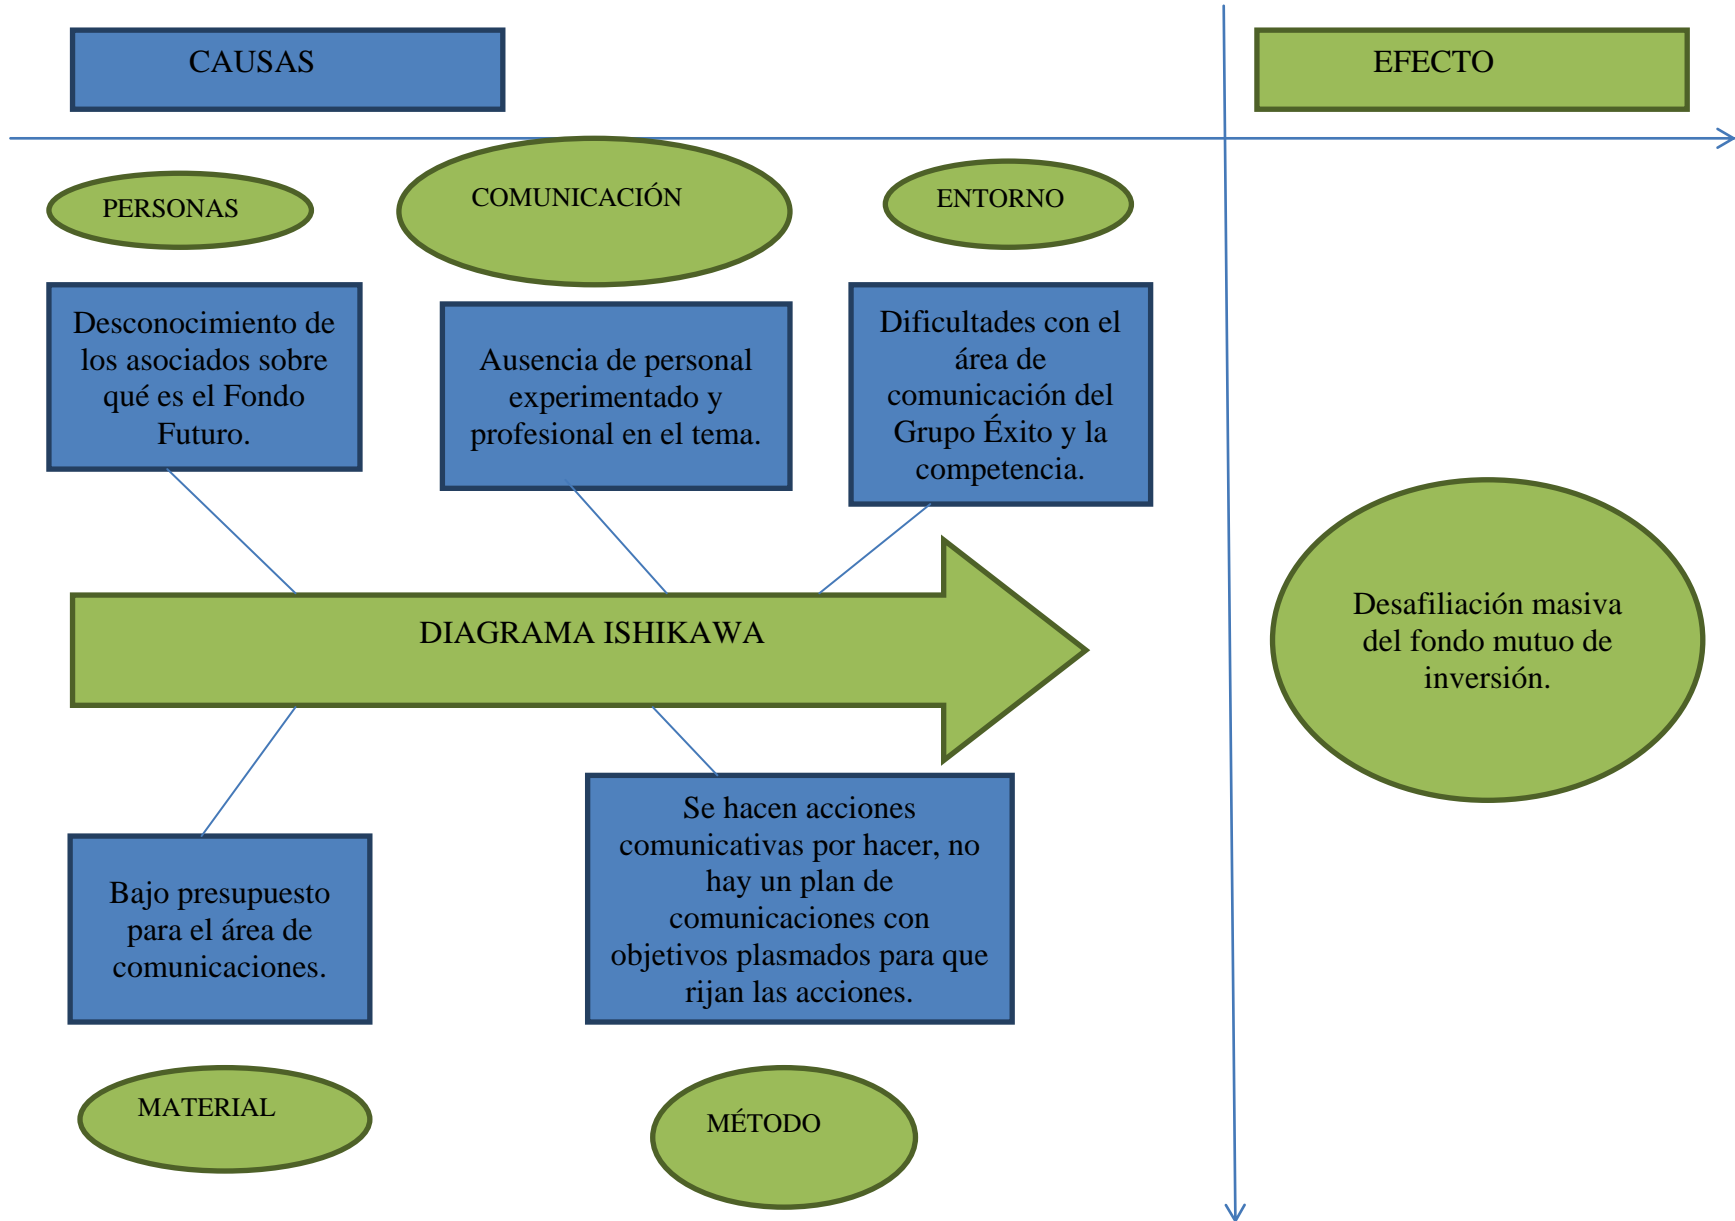 CAUSAS
EFECTO
PERSONAS
COMUNICACIÓN
ENTORNO
Desconocimiento de
los asociados sobre
qué es el Fondo
Futuro.
Ausencia de personal
experimentado y
profesional en el tema.
Dificultades con el
área de
comunicación del
Grupo Éxito y la
competencia.
DIAGRAMA ISHIKAWA
Desafiliación masiva
del fondo mutuo de
inversión.
Bajo presupuesto
para el área de
comunicaciones.
Se hacen acciones
comunicativas por hacer, no
hay un plan de
comunicaciones con
objetivos plasmados para que
rijan las acciones.
MATERIAL
MÉTODO